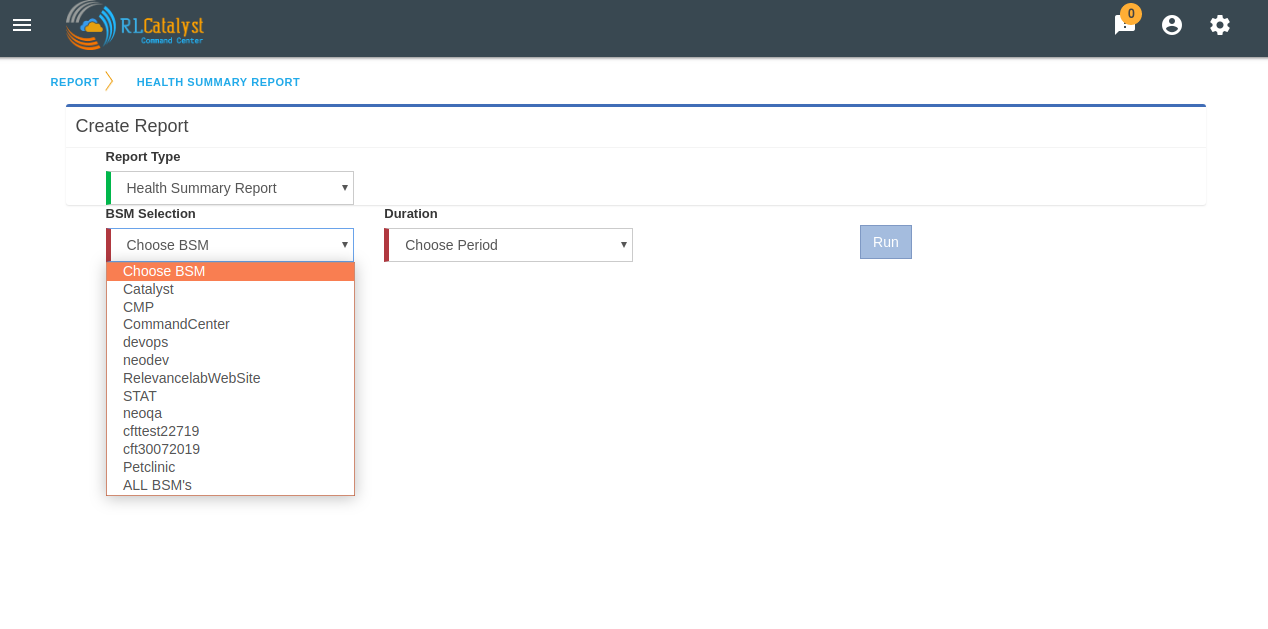 RLCatalyst
Command Center
0
REPORT
HEALTH SUMMARY REPORT
Create Report
Report Type
Health Summary Report
BSM Selection
Duration
Choose BSM
Choose Period
Run
Choose BSM
Catalyst
CMP
CommandCenter
devops
neodev
RelevancelabWebSite
STAT
neoqa
cfttest22719
cft30072019
Petclinic
ALL BSM's